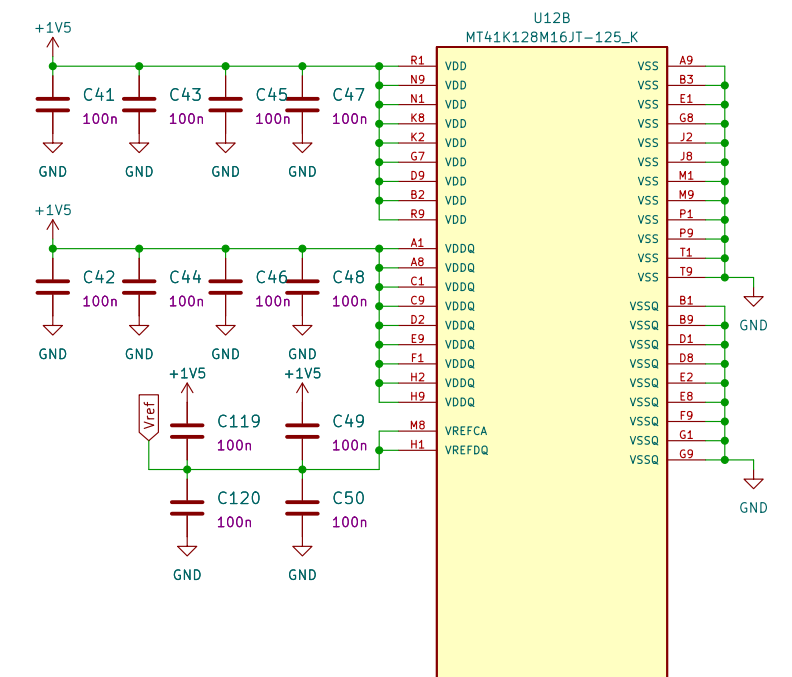 U12B
MT41K128M16JT-125_K
+1V5
R1 VDD VSS A9
N9 VDD VSS B3
C41 C43 C45 C47 N1 VDD VSS E1
100n 100n 100n 100n K8 VDD VSS G8
K2 VDD VSS J2
G7 VDD VSS J8
GND GND GND GND
D9 VDD VSS M1
B2 VDD VSS M9
+1V5
R9 VDD VSS P1
VSS P9
A1 VDDQ VSS T1
A8 VDDQ VSS T9
C42 C44 C46 C48
C1 VDDQ
100n 100n 100n 100n
C9 VDDQ VSSQ B1
D2 VDDQ VSSQ B9
GND
E9 VDDQ VSSQ D1
GND GND GND GND
F1 VDDQ VSSQ D8
+1V5 +1V5
H2 VDDQ VSSQ E2
H9 VDDQ VSSQ E8
Vref
C119 C49
VSSQ F9
M8 VREFCA
100n 100n
VSSQ G1
H1 VREFDQ
VSSQ G9
C120 C50
GND
100n 100n
GND GND